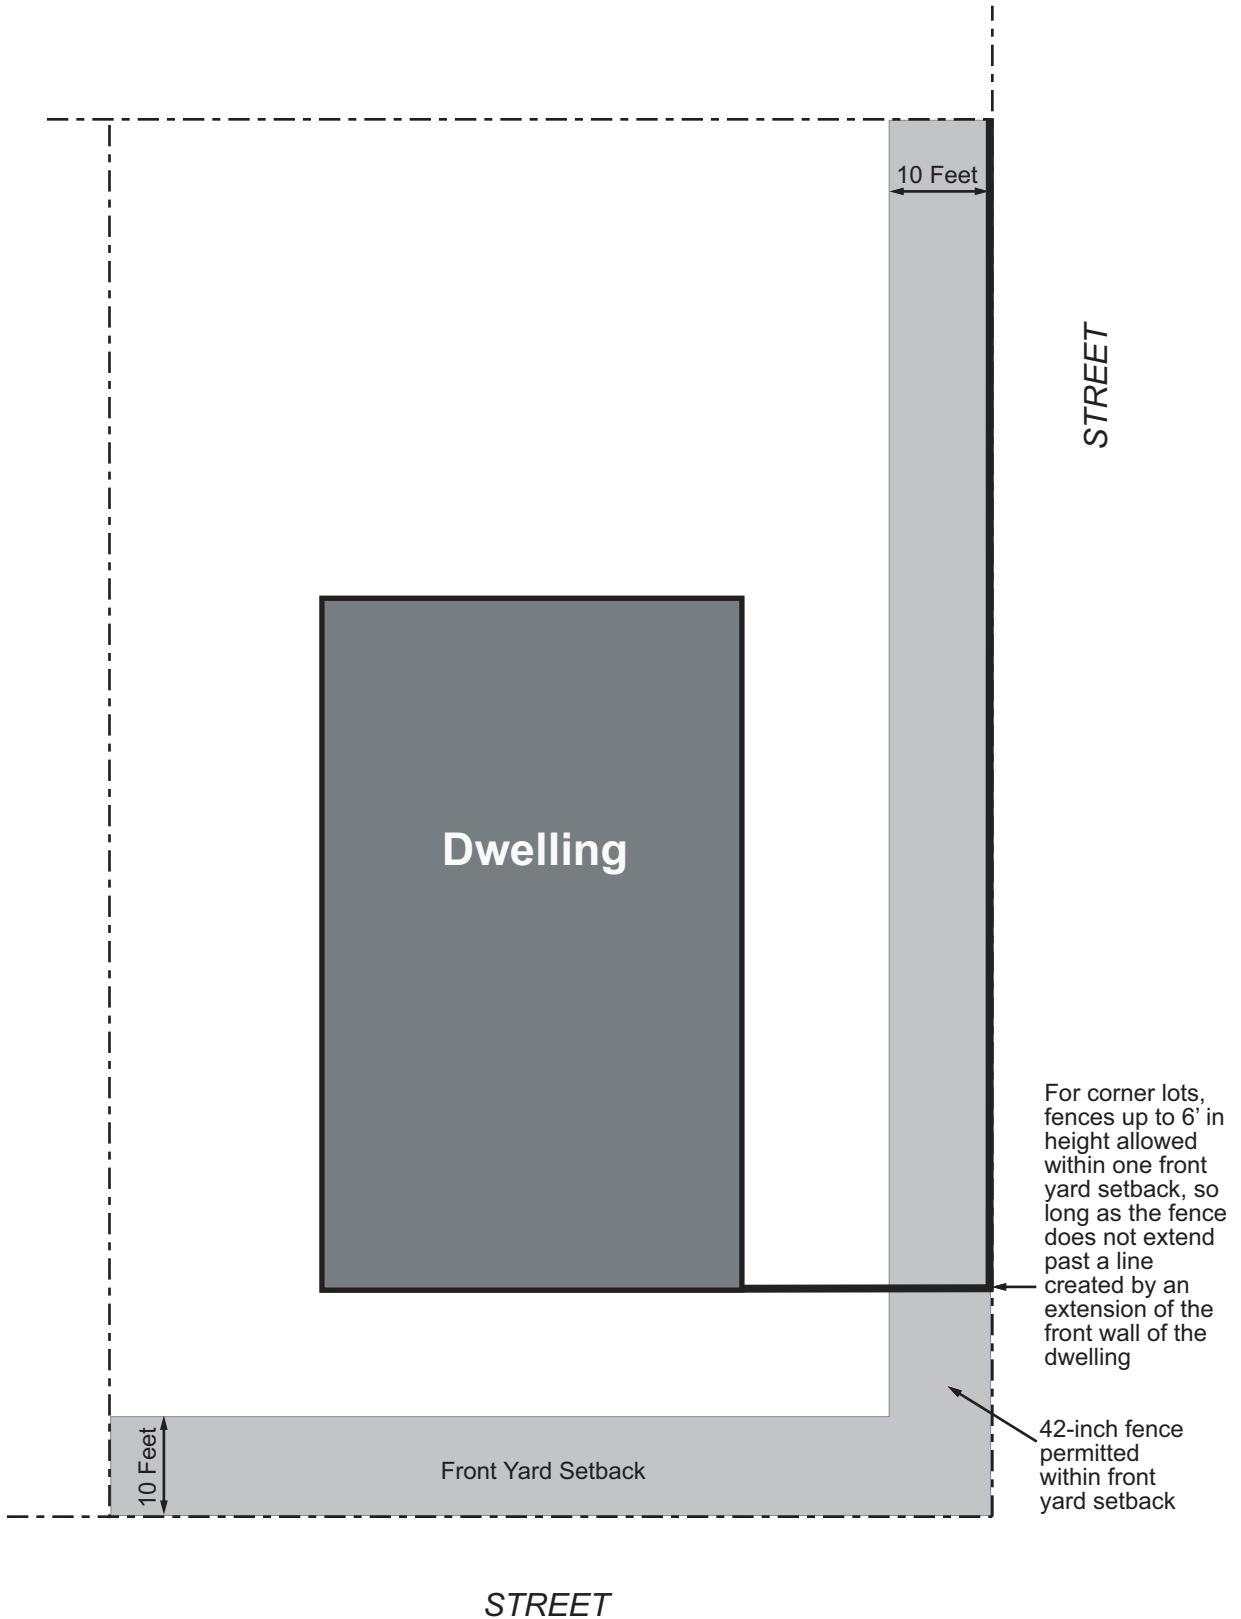 10 Feet
STREET
Dwelling
For corner lots,
fences up to 6’ in
height allowed
within one front
yard setback, so
long as the fence
does not extend
past a line
created by an
extension of the
front wall of the
dwelling
42-inch fence
permitted
within front
yard setback
10 Feet
Front Yard Setback
STREET